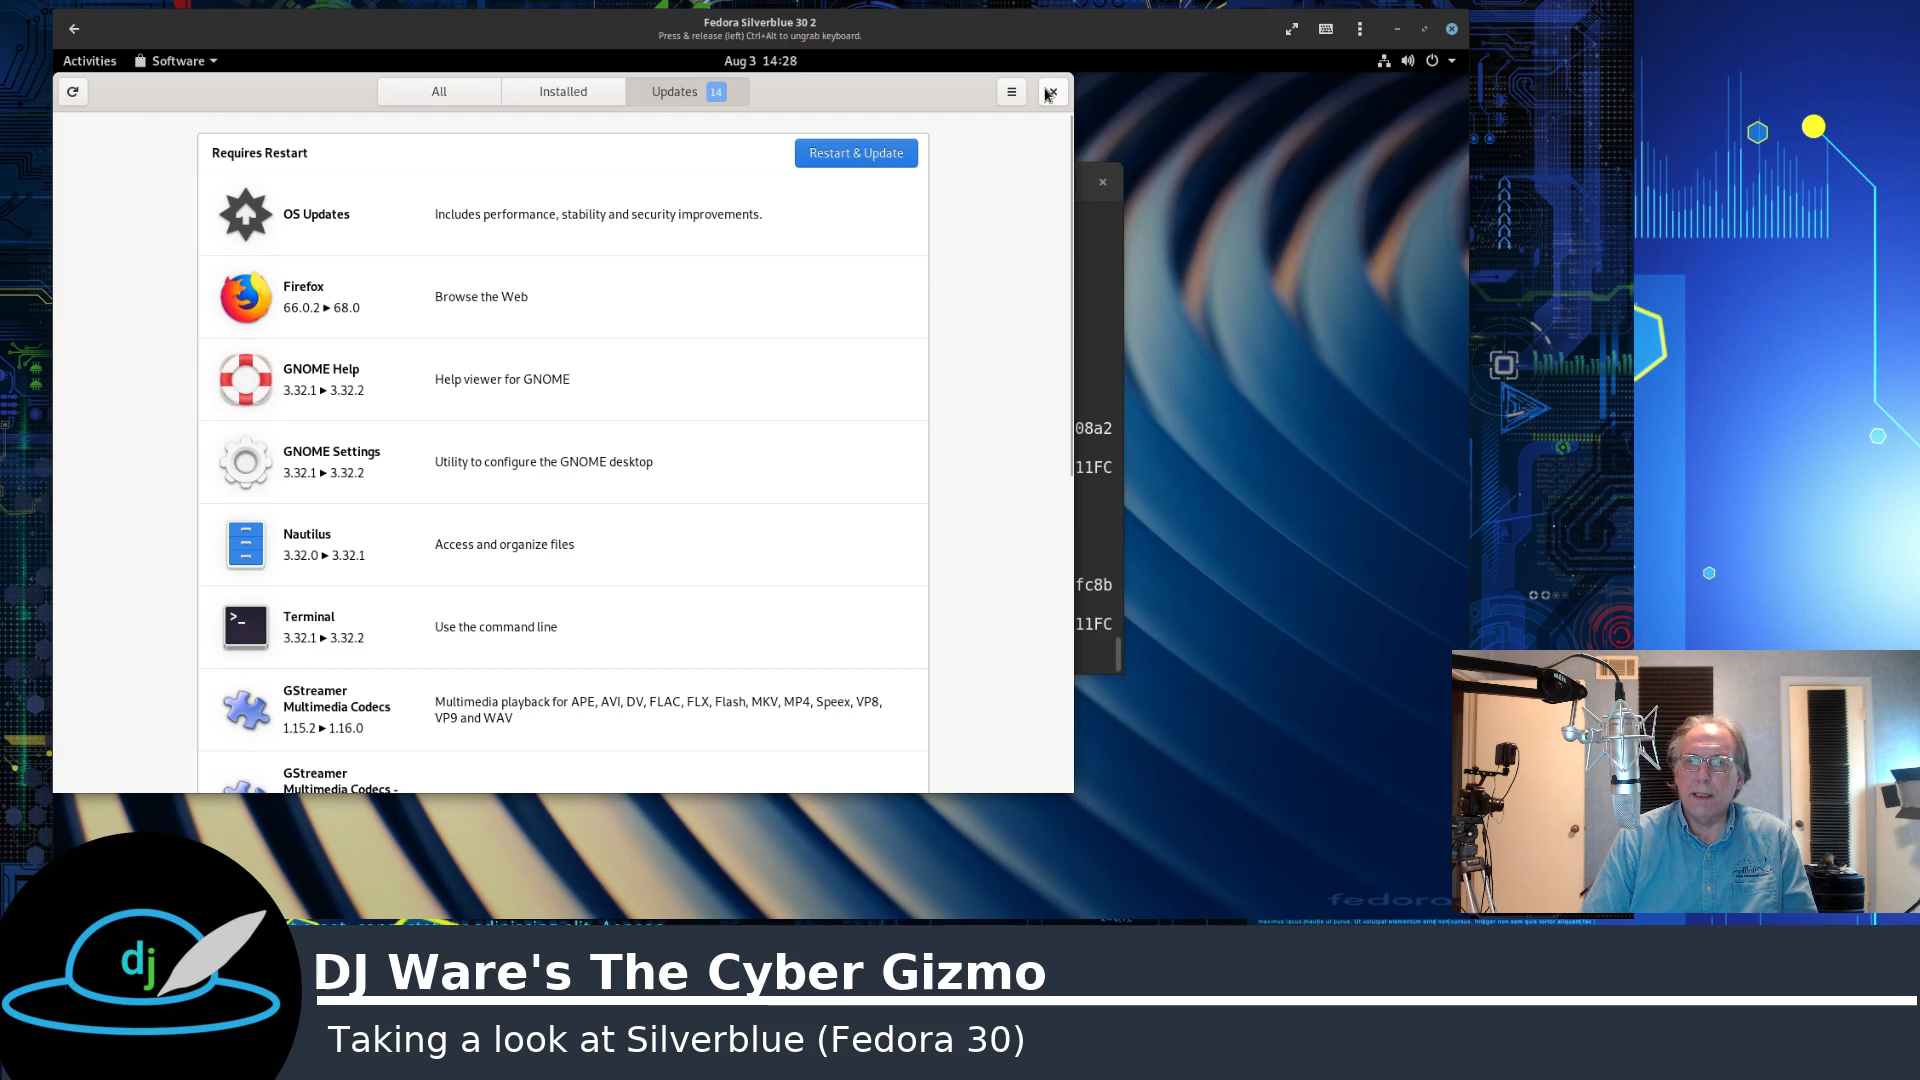 Fedora Silverblue 30 2
Press & release (left) Ctrl+Alt to ungrab keyboard.
Activities Software Aug 3 14:28
All Installed Updates 14
Requires Restart Restart & Update
OS Updates Includes performance, stability and security improvements.
Firefox
66.0.2 ▸ 68.0
Browse the Web
GNOME Help
3.32.1 ▸ 3.32.2
Help viewer for GNOME
GNOME Settings
3.32.1 ▸ 3.32.2
Utility to configure the GNOME desktop
Nautilus
3.32.0 ▸ 3.32.1
Access and organize files
Terminal
3.32.1 ▸ 3.32.2
Use the command line
GStreamer
Multimedia Codecs
1.15.2 ▸ 1.16.0
Multimedia playback for APE, AVI, DV, FLAC, FLX, Flash, MKV, MP4, Speex, VP8,
VP9 and WAV
GStreamer
Multimedia Codecs -
08a2
11FC
fc8b
11FC
fedora
dj
DJ Ware's The Cyber Gizmo
Taking a look at Silverblue (Fedora 30)